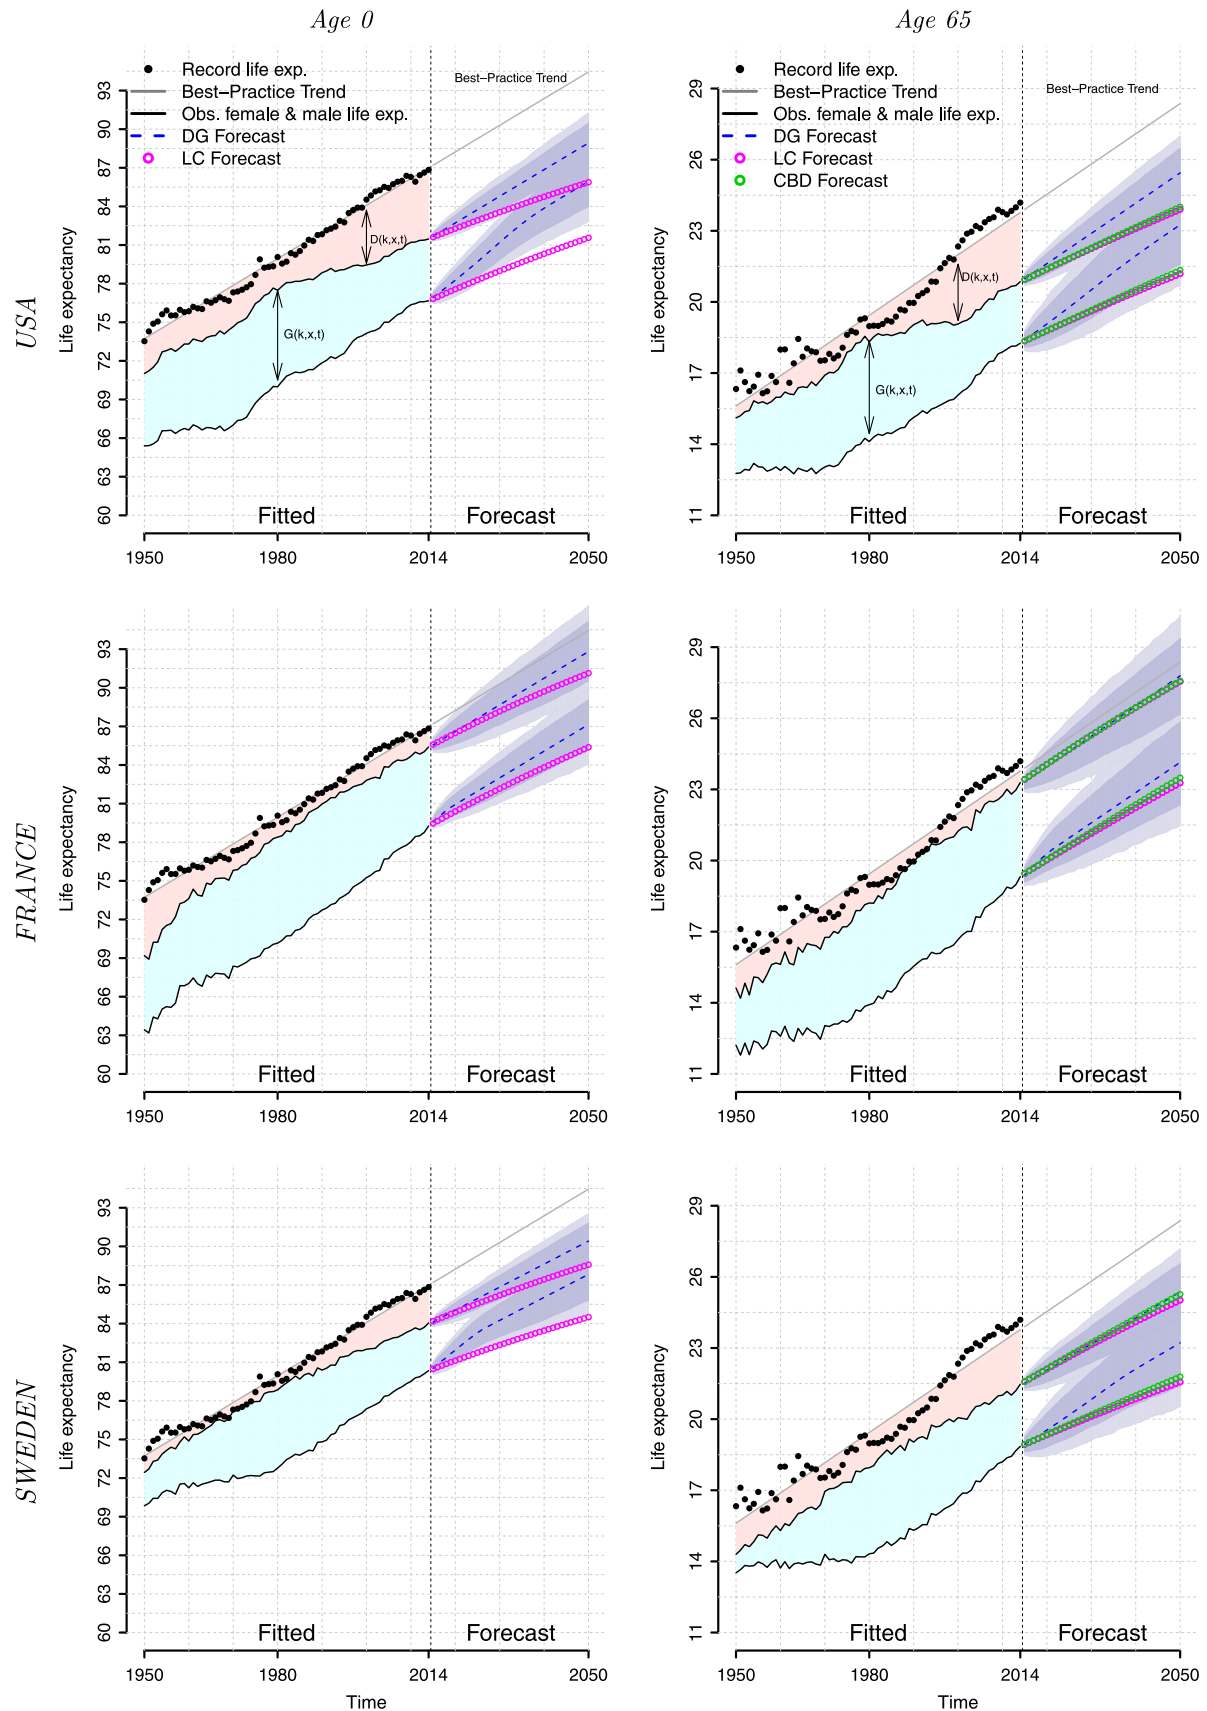 Age 0
Age 65
USA
Life expectancy
60 63 66 69 72 75 78 81 84 87 90 93
Record life exp.
Best–Practice Trend
Obs. female & male life exp.
DG Forecast
LC Forecast
Best–Practice Trend
D(k,x,t)
G(k,x,t)
Fitted
Forecast
1950 1980 2014 2050
Life expectancy
11 14 17 20 23 26 29
Record life exp.
Best–Practice Trend
Obs. female & male life exp.
DG Forecast
LC Forecast
CBD Forecast
Best–Practice Trend
D(k,x,t)
G(k,x,t)
Fitted
Forecast
1950 1980 2014 2050
FRANCE
Life expectancy
60 63 66 69 72 75 78 81 84 87 90 93
Fitted
Forecast
1950 1980 2014 2050
Life expectancy
11 14 17 20 23 26 29
Fitted
Forecast
1950 1980 2014 2050
SWEDEN
Life expectancy
60 63 66 69 72 75 78 81 84 87 90 93
Fitted
Forecast
1950 1980 2014 2050
Time
Life expectancy
11 14 17 20 23 26 29
Fitted
Forecast
1950 1980 2014 2050
Time